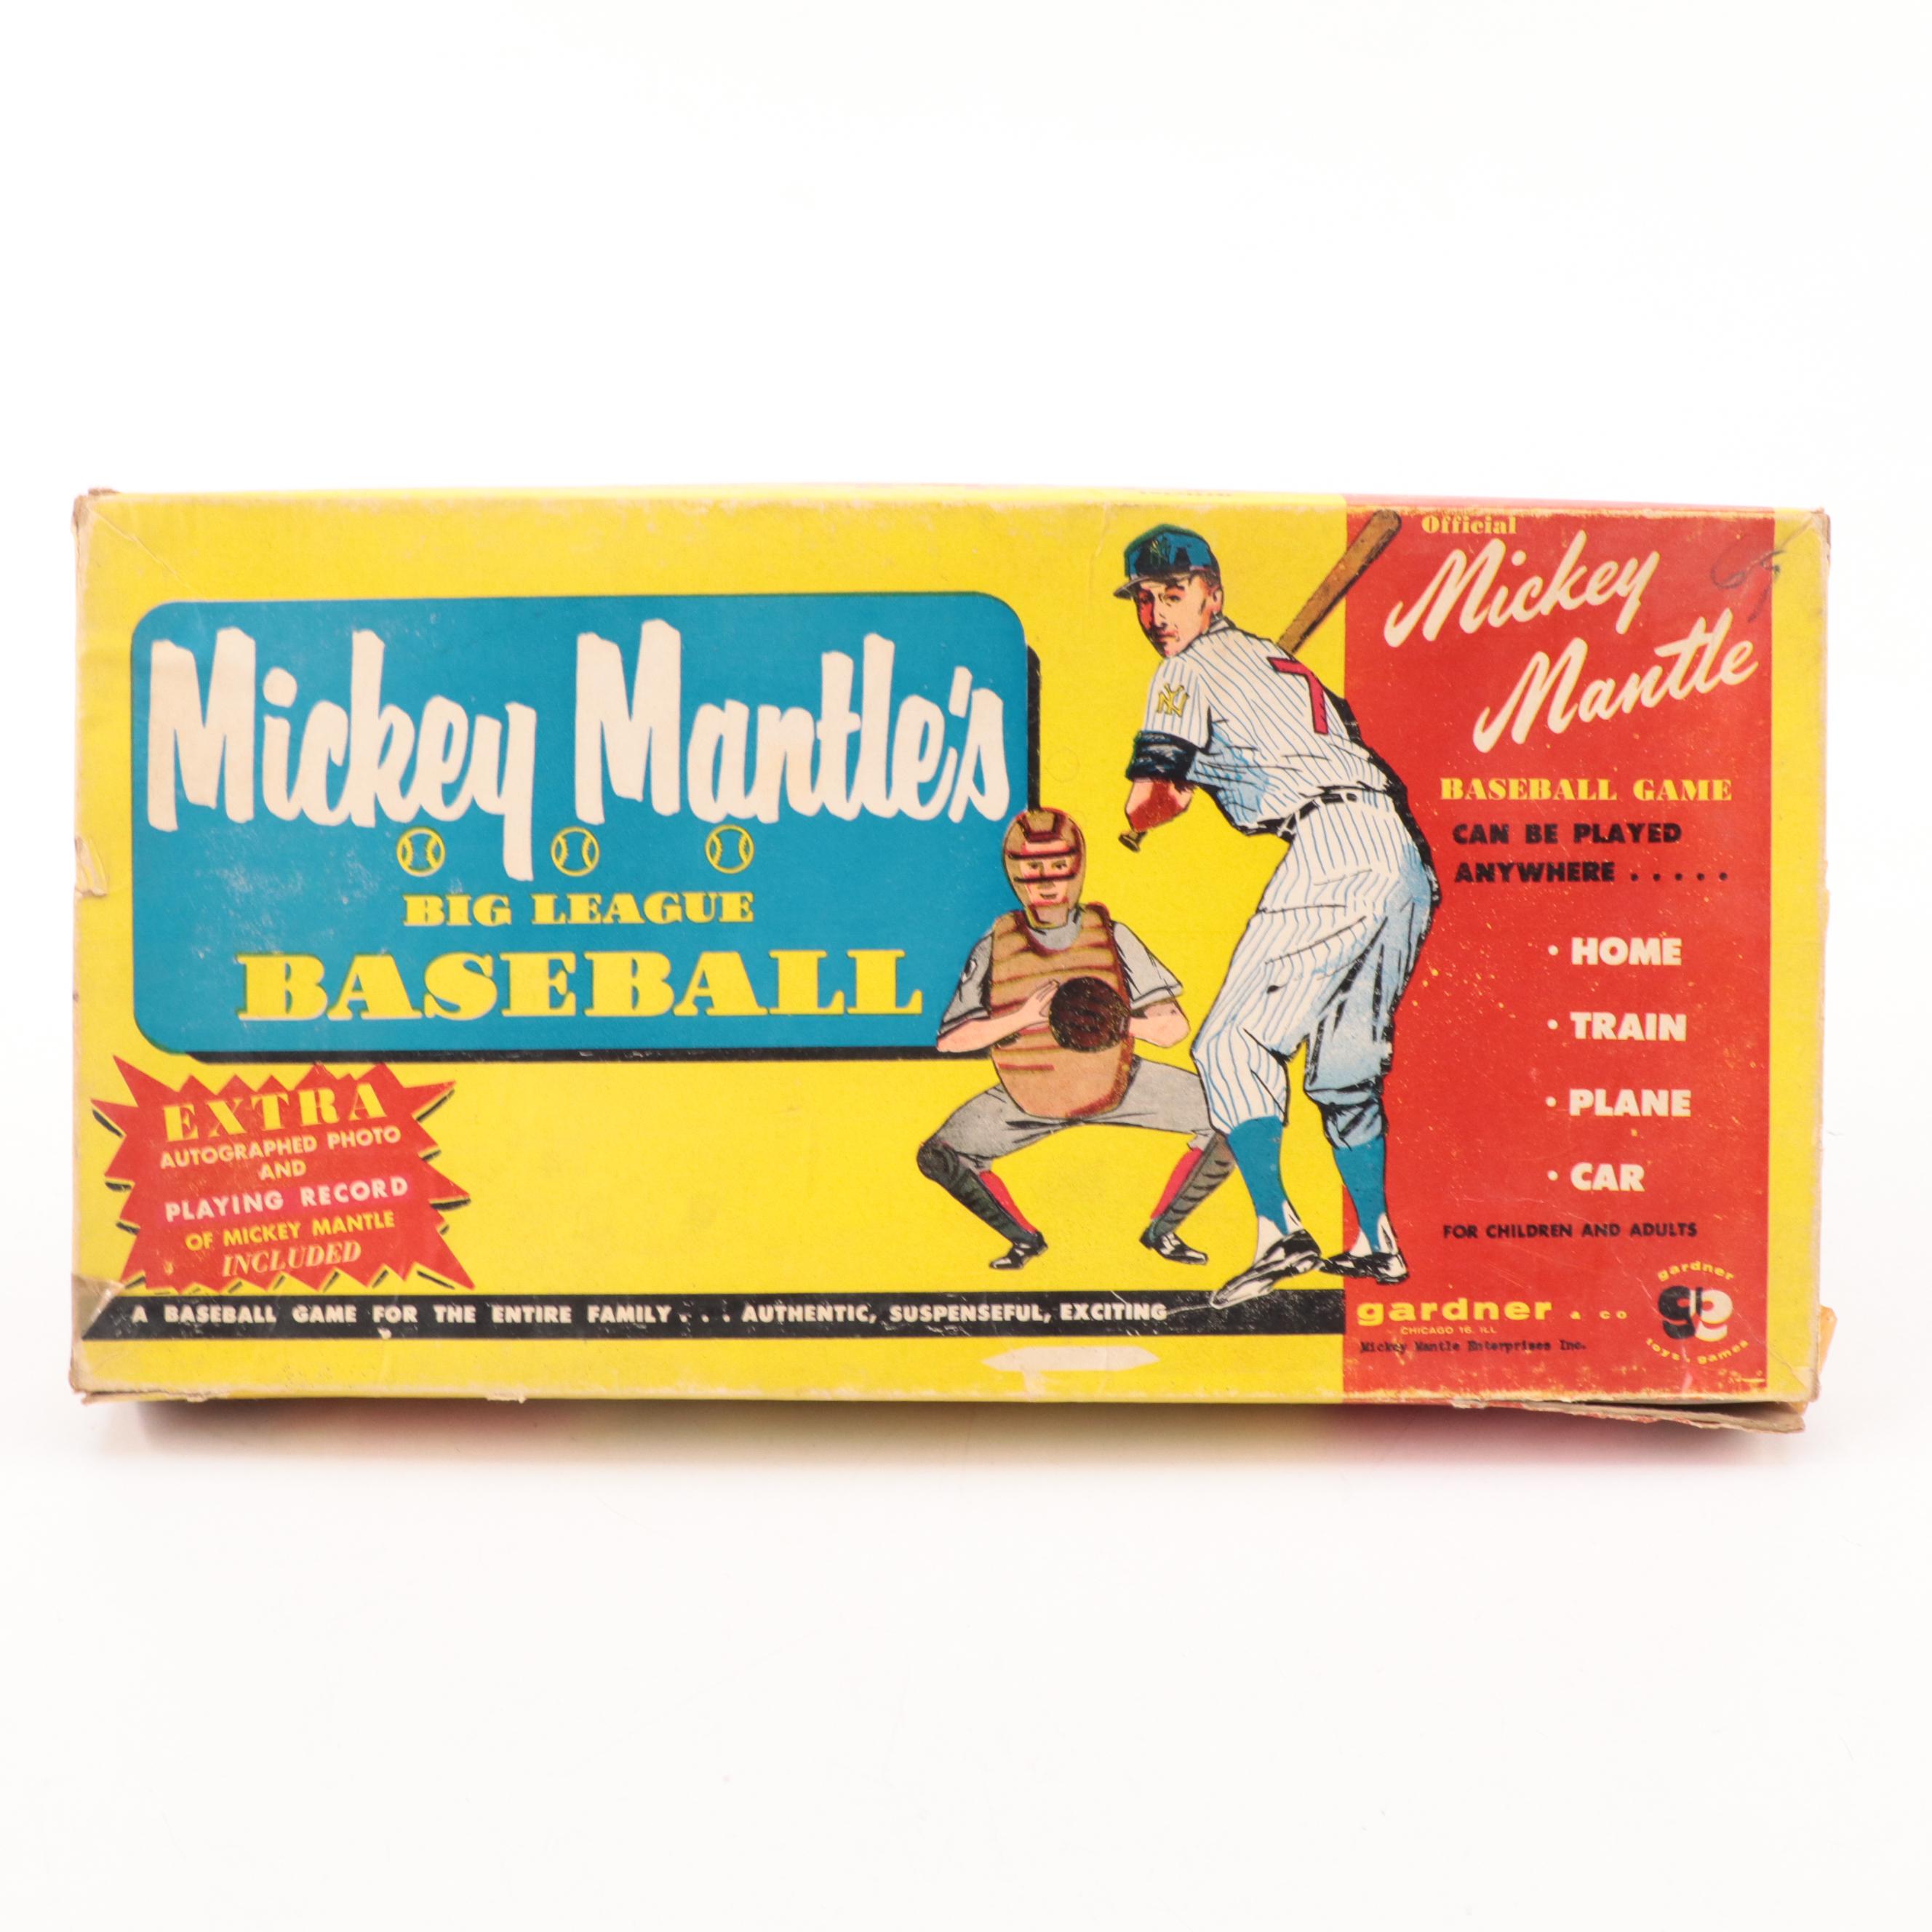 Mickey Mantle's
BIG LEAGUE
BASEBALL
EXTRA
AUTOGRAPHED PHOTO
AND
PLAYING RECORD
OF MICKEY MANTLE
INCLUDED
A BASEBALL GAME FOR THE ENTIRE FAMILY . . . AUTHENTIC, SUSPENSEFUL, EXCITING
NY
NY
7
Official
Mickey
Mantle
BASEBALL GAME
CAN BE PLAYED
ANYWHERE . . . . .
• HOME
• TRAIN
• PLANE
• CAR
FOR CHILDREN AND ADULTS
gardner & co
CHICAGO 16, ILL
Mickey Mantle Enterprises Inc.
gardner
gc
toys. games